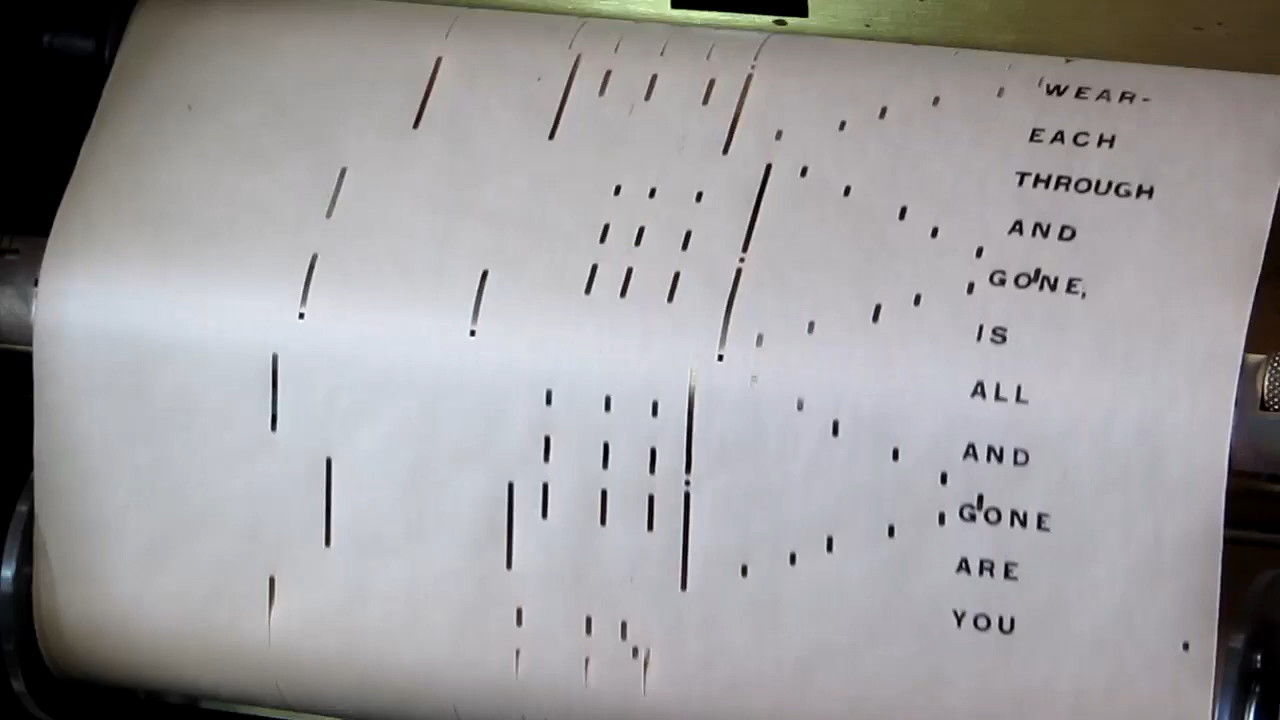 WEAR-
EACH
THROUGH
AND
GONE,
IS
ALL
AND
GONE
ARE
YOU